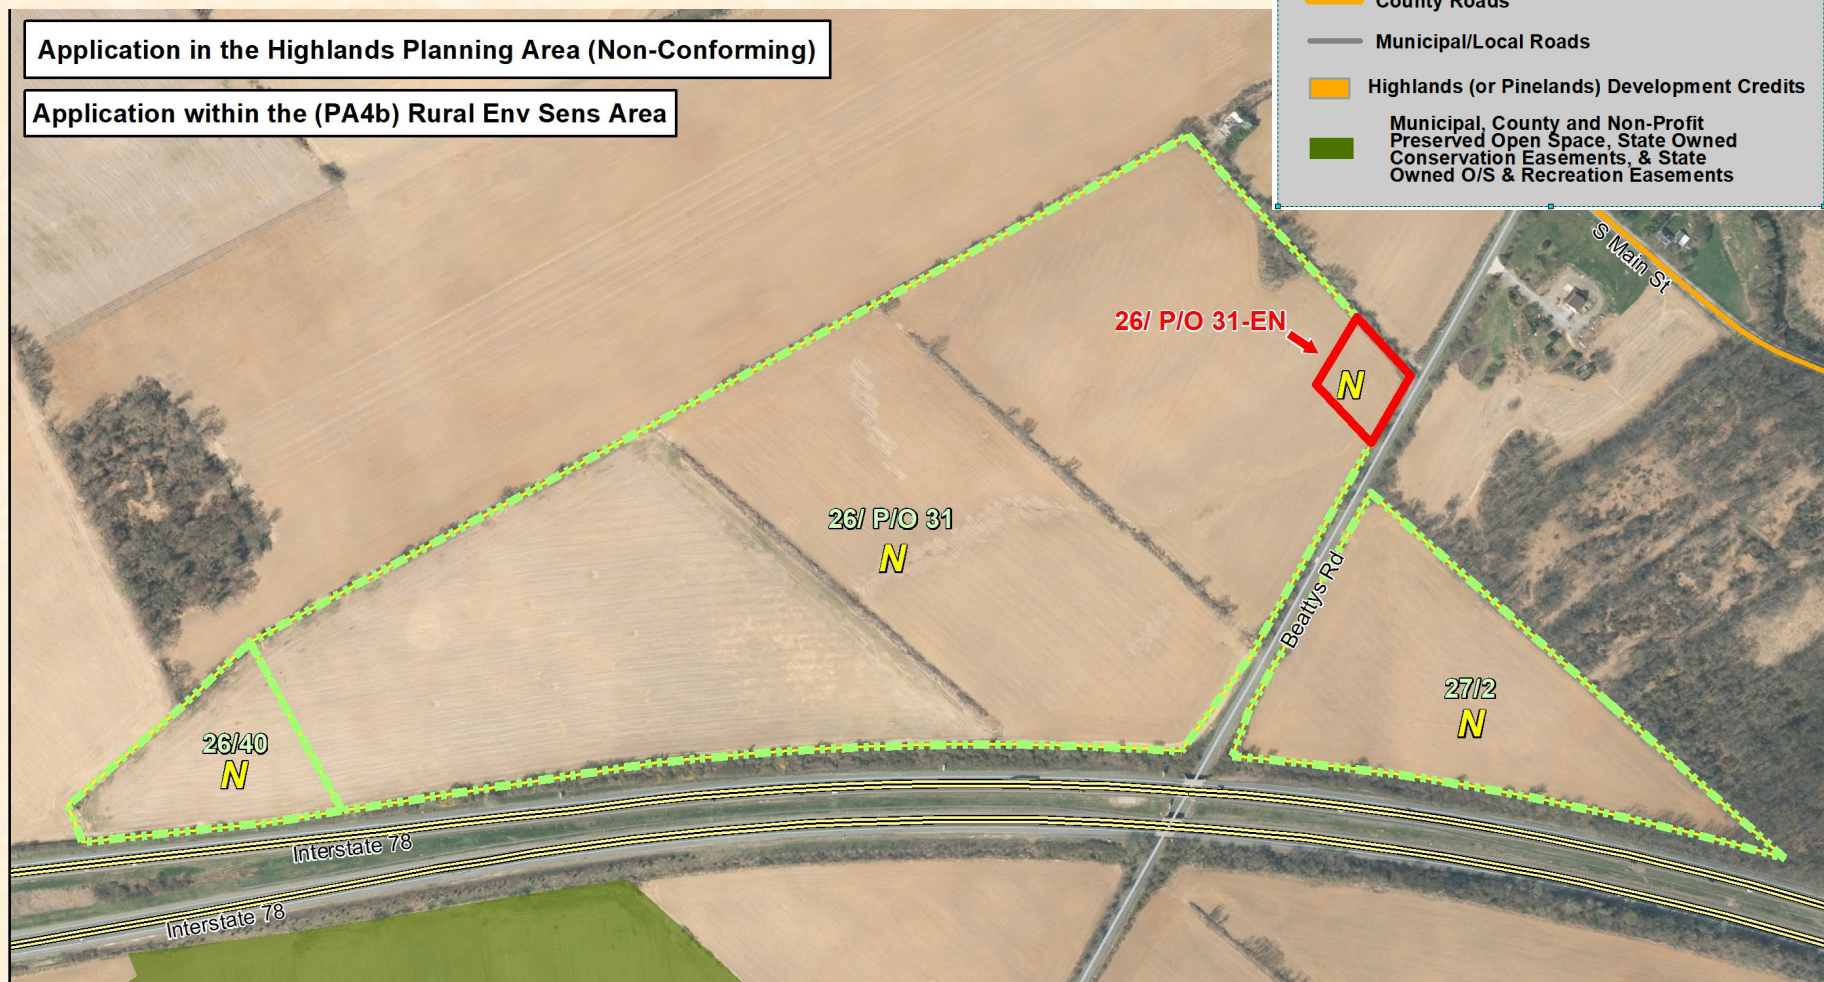 County Roads
Municipal/Local Roads
Highlands (or Pinelands) Development Credits
Municipal, County and Non-Profit
Preserved Open Space, State Owned
Conservation Easements, & State
Owned O/S & Recreation Easements
Application in the Highlands Planning Area (Non-Conforming)
Application within the (PA4b) Rural Env Sens Area
S Main St
26/ P/O 31-EN
N
26/ P/O 31
N
Beattys Rd
27/2
N
26/40
N
Interstate 78
Interstate 78